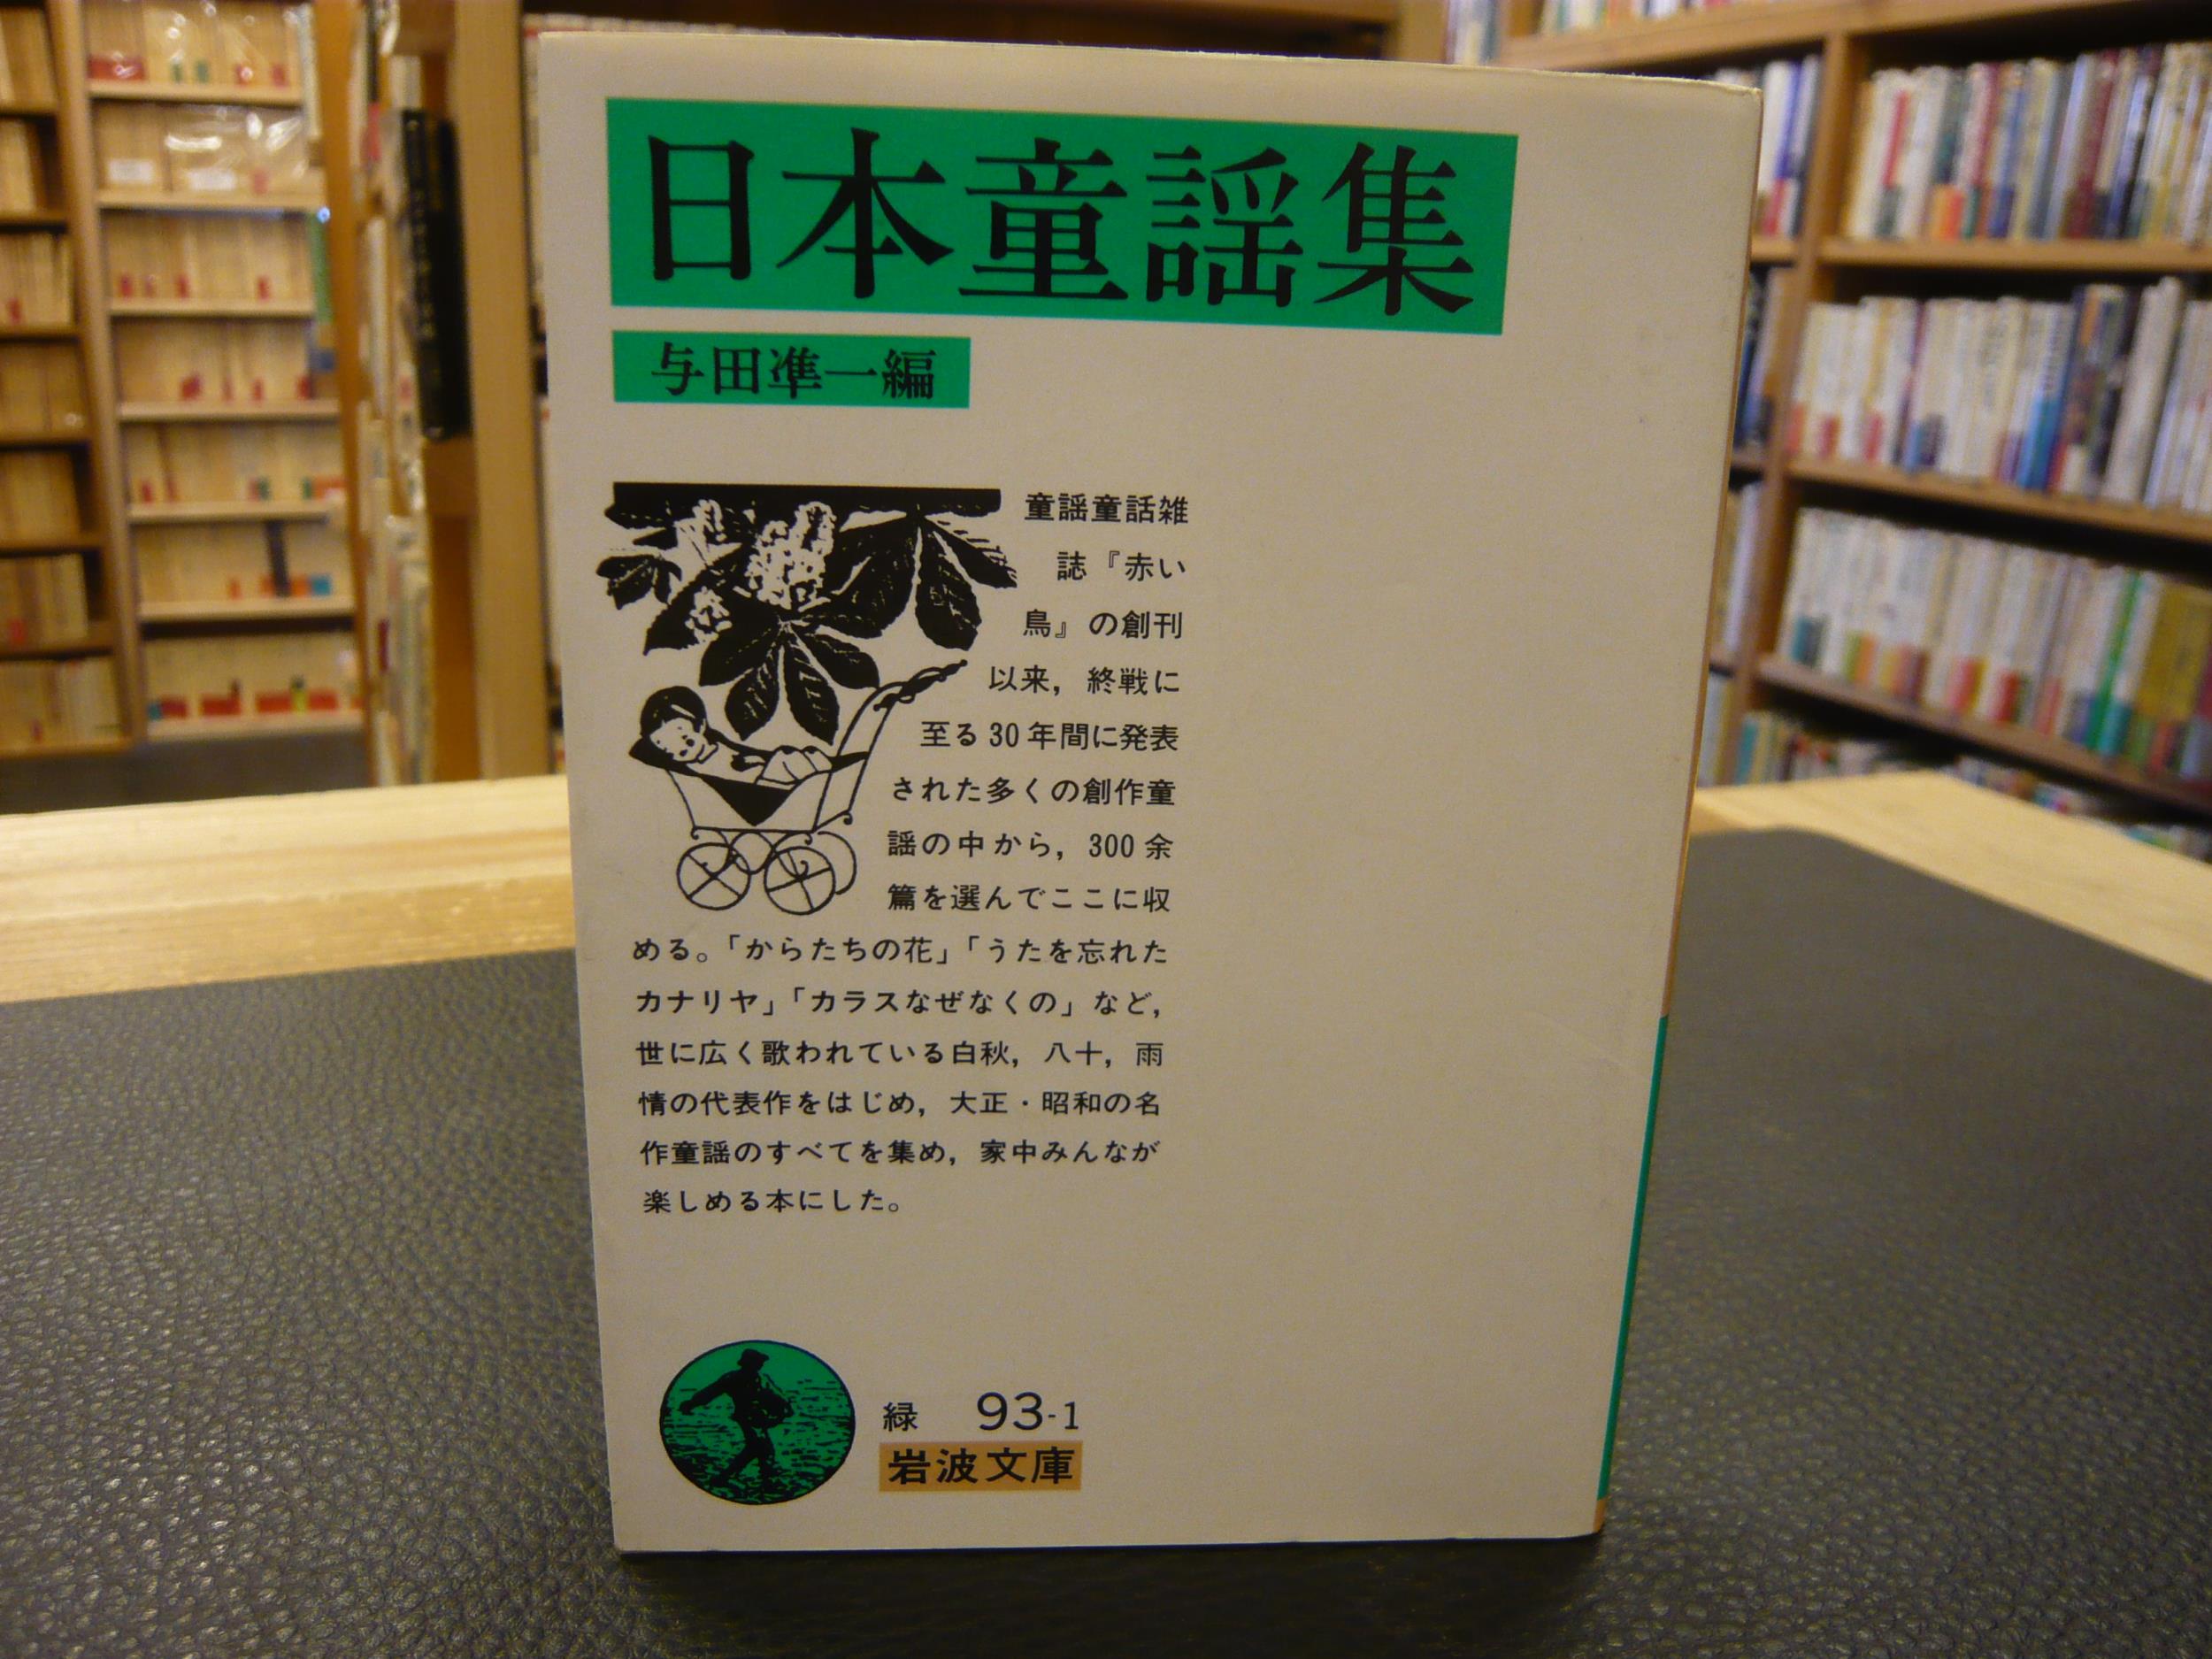 日本童謡集
与田凖一編
童謡童話雑
誌『赤い
鳥』の創刊
以来，終戦に
至る30年間に発表
された多くの創作童
謡の中から，300余
篇を選んでここに収
める。「からたちの花」「うたを忘れた
カナリヤ」「カラスなぜなくの」など，
世に広く歌われている白秋，八十，雨
情の代表作をはじめ，大正・昭和の名
作童謡のすべてを集め，家中みんなが
楽しめる本にした。
緑 93-1
岩波文庫